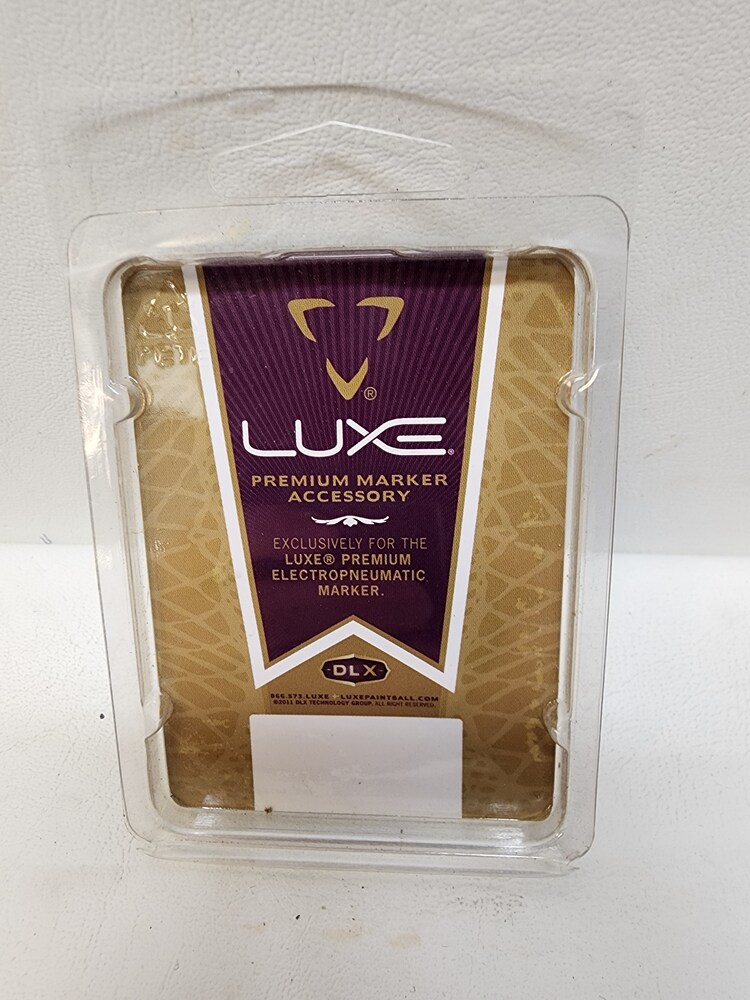 ®
LUXE®
PREMIUM MARKER
ACCESSORY
EXCLUSIVELY FOR THE
LUXE® PREMIUM
ELECTROPNEUMATIC
MARKER.
DLX
866.573.LUXE • LUXEPAINTBALL.COM
©2011 DLX TECHNOLOGY GROUP. ALL RIGHT RESERVED.